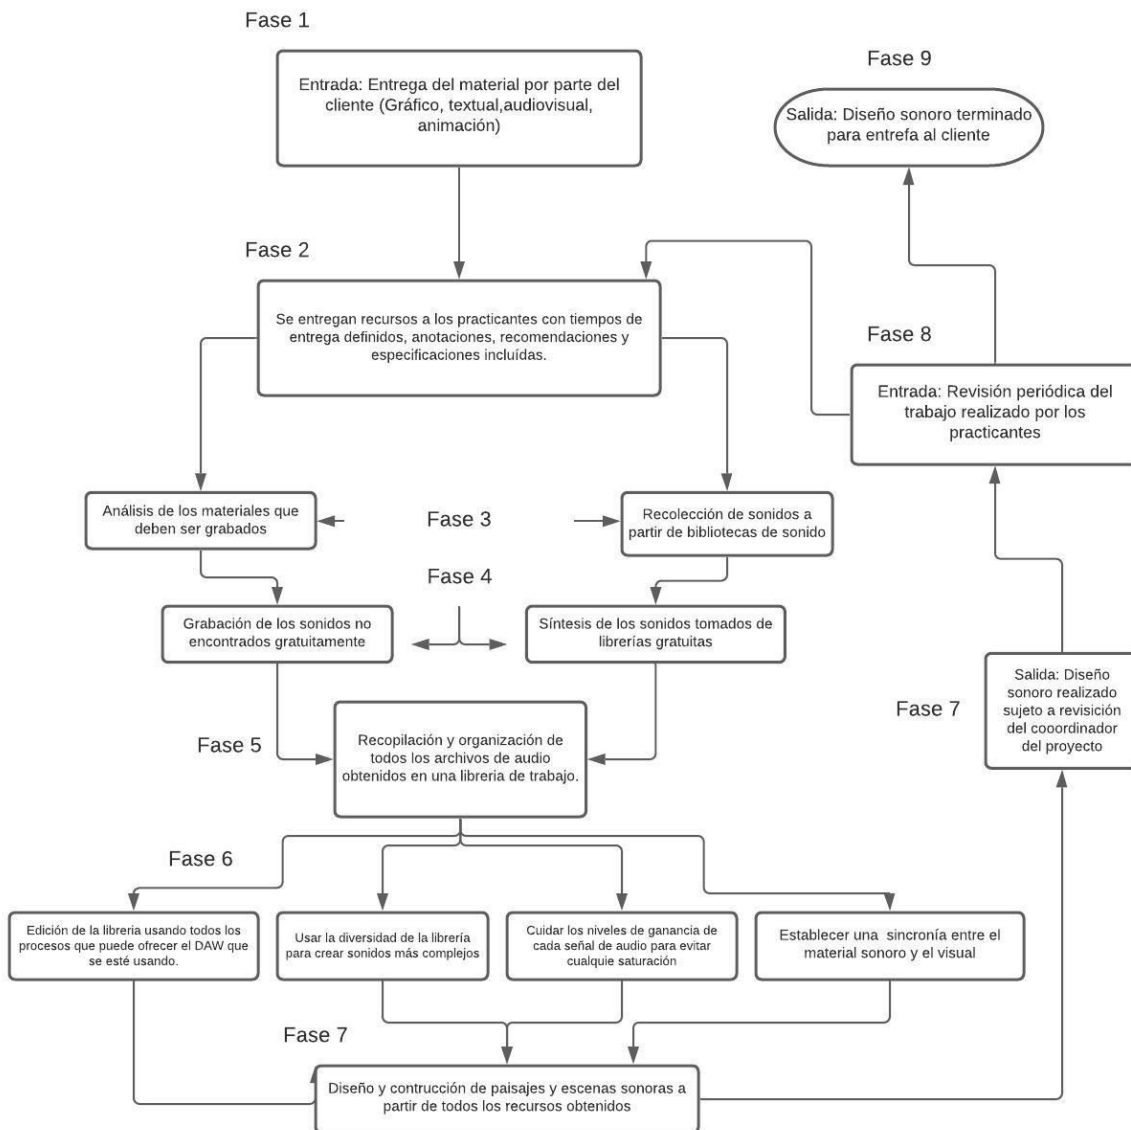 Fase 1
Entrada: Entrega del material por parte del
cliente (Gráfico, textual,audiovisual,
animación)
Fase 9
Salida: Diseño sonoro terminado
para entrefa al cliente
Fase 2
Se entregan recursos a los practicantes con tiempos de
entrega definidos, anotaciones, recomendaciones y
especificaciones incluídas.
Fase 8
Entrada: Revisión periódica del
trabajo realizado por los
practicantes
Análisis de los materiales que
deben ser grabados
Fase 3
Recolección de sonidos a
partir de bibliotecas de sonido
Fase 4
Grabación de los sonidos no
encontrados gratuitamente
Síntesis de los sonidos tomados de
librerías gratuitas
Fase 5
Recopilación y organización de
todos los archivos de audio
obtenidos en una libreria de trabajo.
Fase 7
Salida: Diseño
sonoro realizado
sujeto a revisición
del cooordinador
del proyecto
Fase 6
Edición de la libreria usando todos los
procesos que puede ofrecer el DAW que
se esté usando.
Usar la diversidad de la librería
para crear sonidos más complejos
Cuidar los niveles de ganancia de
cada señal de audio para evitar
cualquie saturación
Establecer una sincronía entre el
material sonoro y el visual
Fase 7
Diseño y contrucción de paisajes y escenas sonoras a
partir de todos los recursos obtenidos